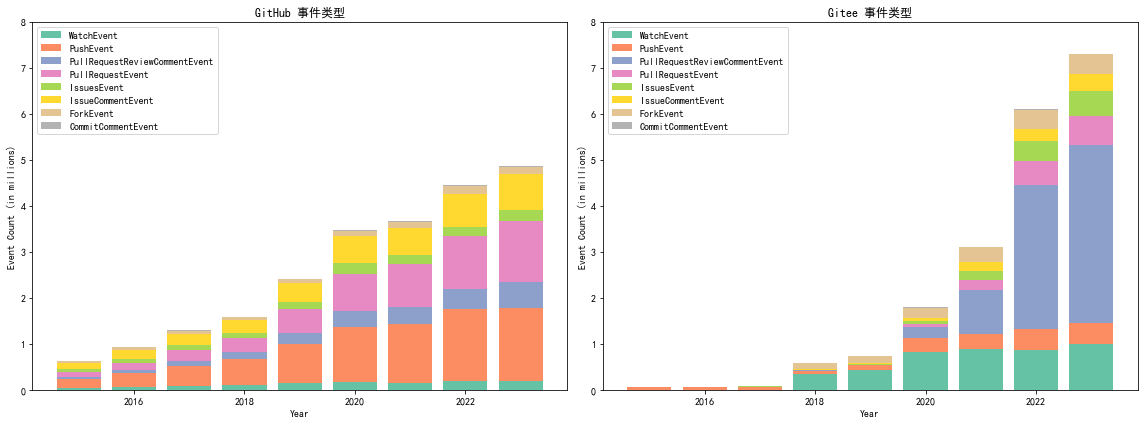 GitHub 事件类型
WatchEvent
PushEvent
PullRequestReviewCommentEvent
PullRequestEvent
IssuesEvent
IssueCommentEvent
ForkEvent
CommitCommentEvent
Event Count (in millions)
8
7
6
5
4
3
2
1
0
2016
2018
2020
2022
Year
Gitee 事件类型
WatchEvent
PushEvent
PullRequestReviewCommentEvent
PullRequestEvent
IssuesEvent
IssueCommentEvent
ForkEvent
CommitCommentEvent
Event Count (in millions)
8
7
6
5
4
3
2
1
0
2016
2018
2020
2022
Year